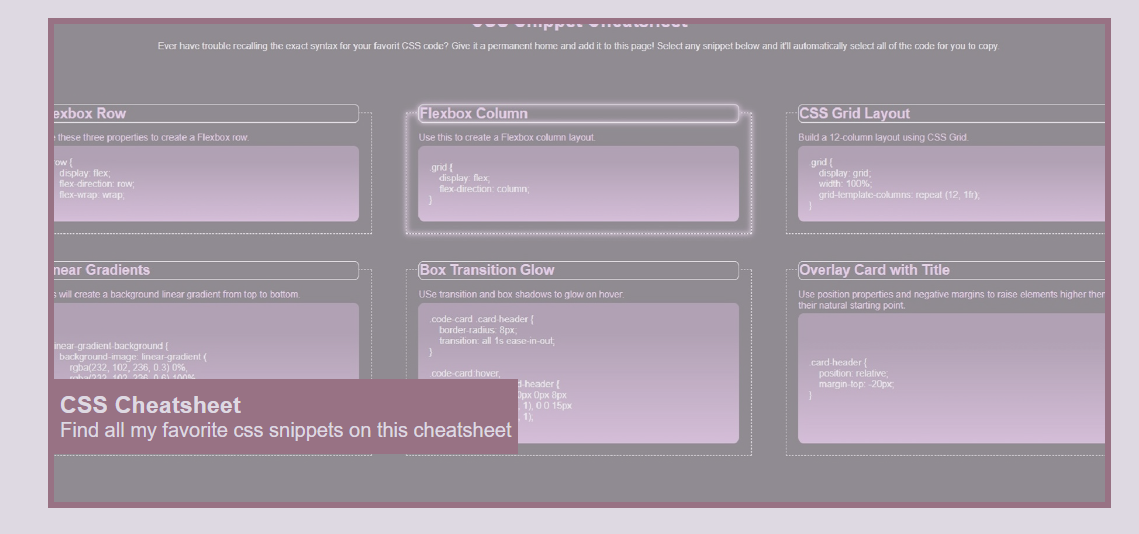 CSS Snippet Cheatsheet
Ever have trouble recalling the exact syntax for your favorit CSS code? Give it a permanent home and add it to this page! Select any snippet below and it'll automatically select all of the code for you to copy.
exbox Row
these three properties to create a Flexbox row.
ow {
display: flex;
flex-direction: row;
flex-wrap: wrap;
Flexbox Column
Use this to create a Flexbox column layout.
.grid {
display: flex;
flex-direction: column;
}
CSS Grid Layout
Build a 12-column layout using CSS Grid.
.grid {
display: grid;
width: 100%;
grid-template-columns: repeat (12, 1fr);
}
near Gradients
will create a background linear gradient from top to bottom.
near-gradient-background {
background-image: linear-gradient (
rgba(232, 102, 236, 0.3) 0%,
rgba(232, 102, 236, 0.6) 100%
Box Transition Glow
USe transition and box shadows to glow on hover.
.code-card .card-header {
border-radius: 8px;
transition: all 1s ease-in-out;
}
.code-card hover,
d-header {
0px 0px 8px
, 1), 0 0 15px
, 1),
Overlay Card with Title
Use position properties and negative margins to raise elements higher then
their natural starting point.
.card-header {
position: relative;
margin-top: -20px;
}
CSS Cheatsheet
Find all my favorite css snippets on this cheatsheet